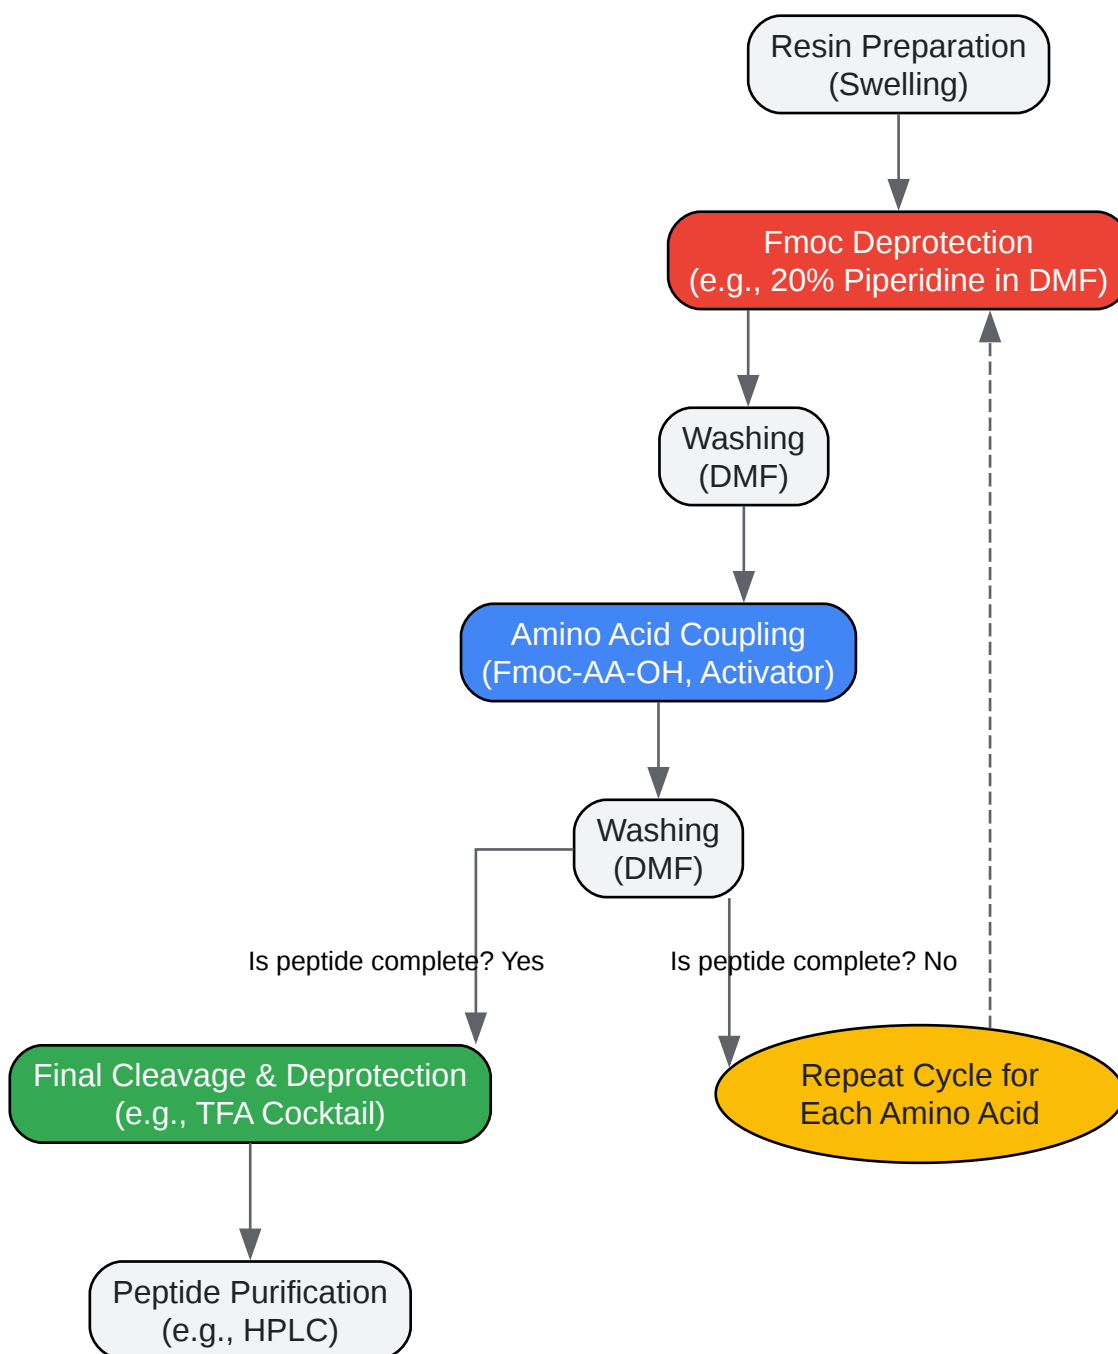 Resin Preparation
(Swelling)
Fmoc Deprotection
(e.g., 20% Piperidine in DMF)
Washing
(DMF)
Amino Acid Coupling
(Fmoc-AA-OH, Activator)
Washing
(DMF)
Is peptide complete? Yes
Is peptide complete? No
Final Cleavage & Deprotection
(e.g., TFA Cocktail)
Repeat Cycle for
Each Amino Acid
Peptide Purification
(e.g., HPLC)